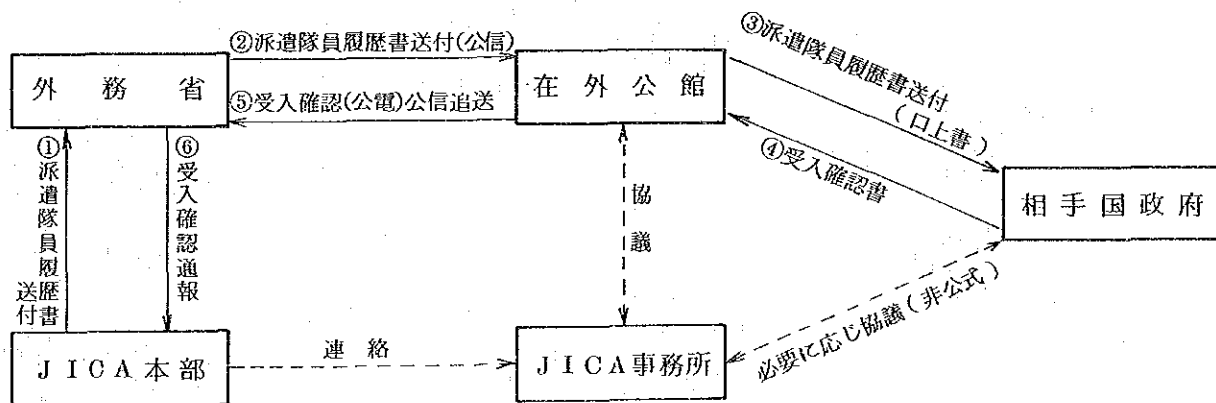 ②派遣隊員履歴書送付(公信)
外務省
在外公館
⑤受入確認(公電)公信追送
③派遣隊員履歴書送付
(口上書)
④受入確認書
相手国政府
①派遣隊員履歴書
送付
⑥受入確認通報
協議
必要に応じ協議(非公式)
JICA本部
連絡
JICA事務所